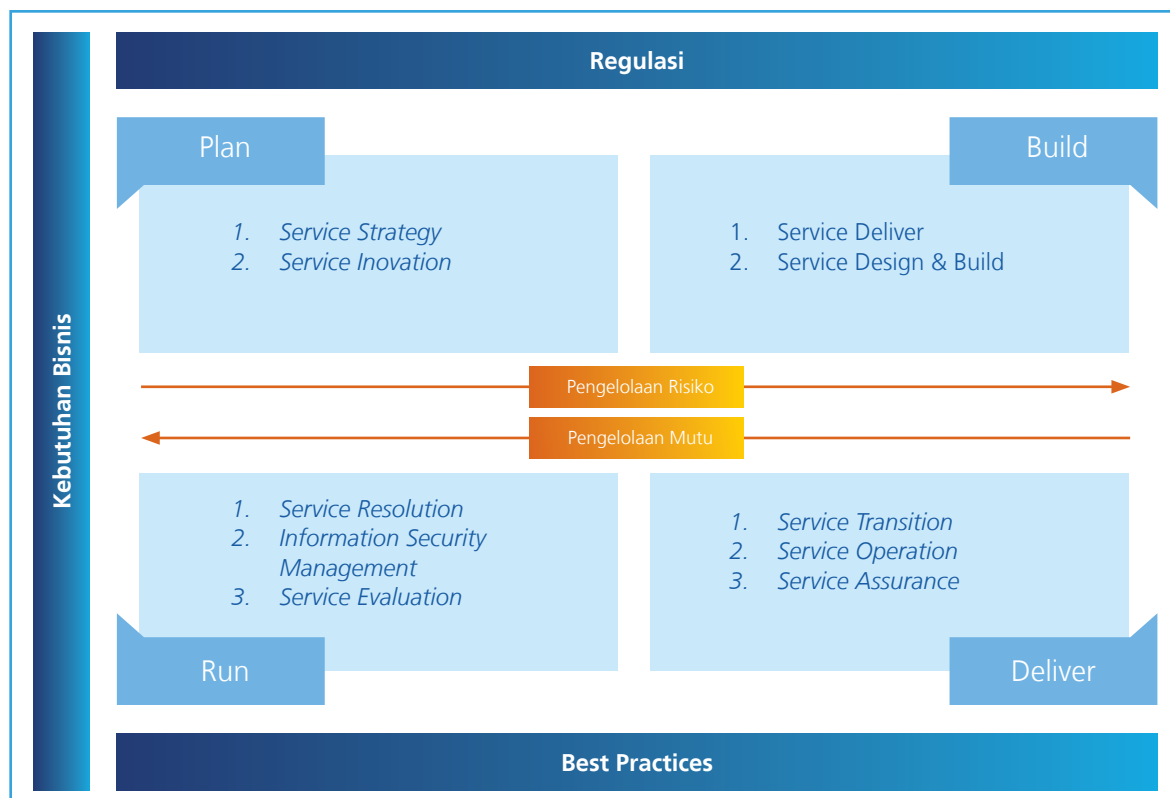 Regulasi
Kebutuhan Bisnis
Plan
1. Service Strategy
2. Service Inovation
Build
1. Service Deliver
2. Service Design & Build
Pengelolaan Risiko
Pengelolaan Mutu
1. Service Resolution
2. Information Security
Management
3. Service Evaluation
Run
1. Service Transition
2. Service Operation
3. Service Assurance
Deliver
Best Practices